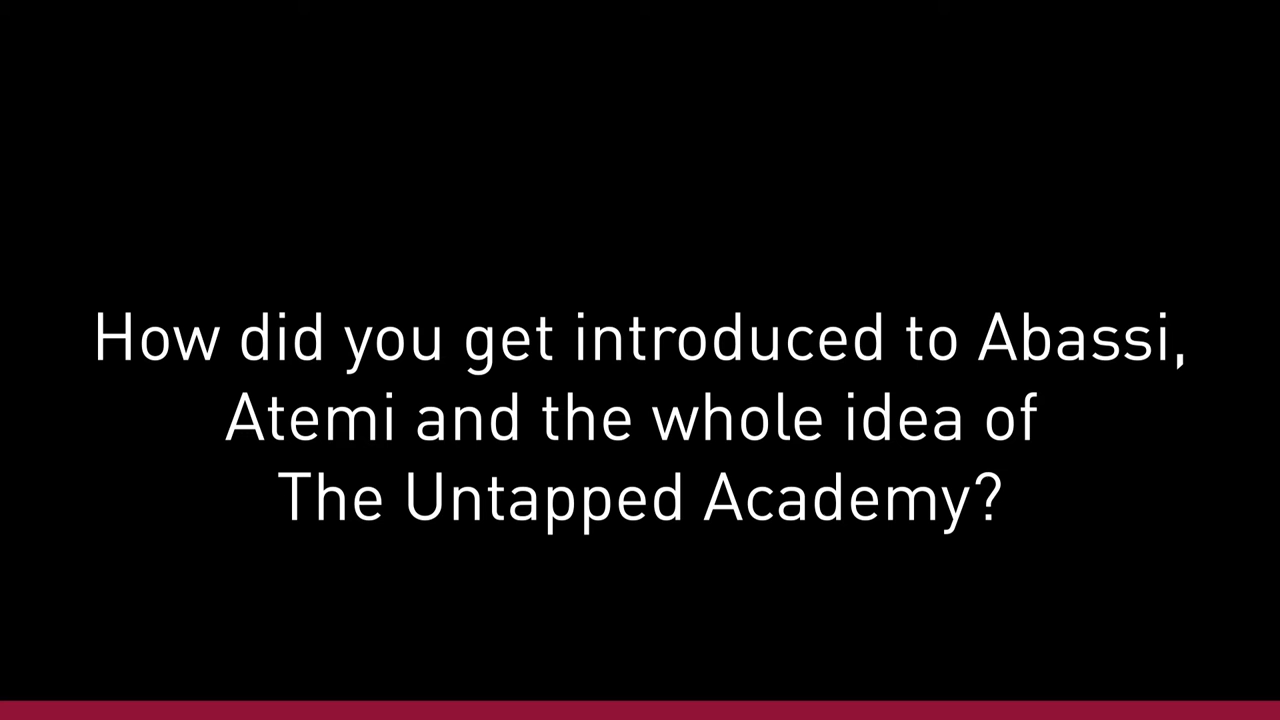 How did you get introduced to Abassi,
Atemi and the whole idea of
The Untapped Academy?